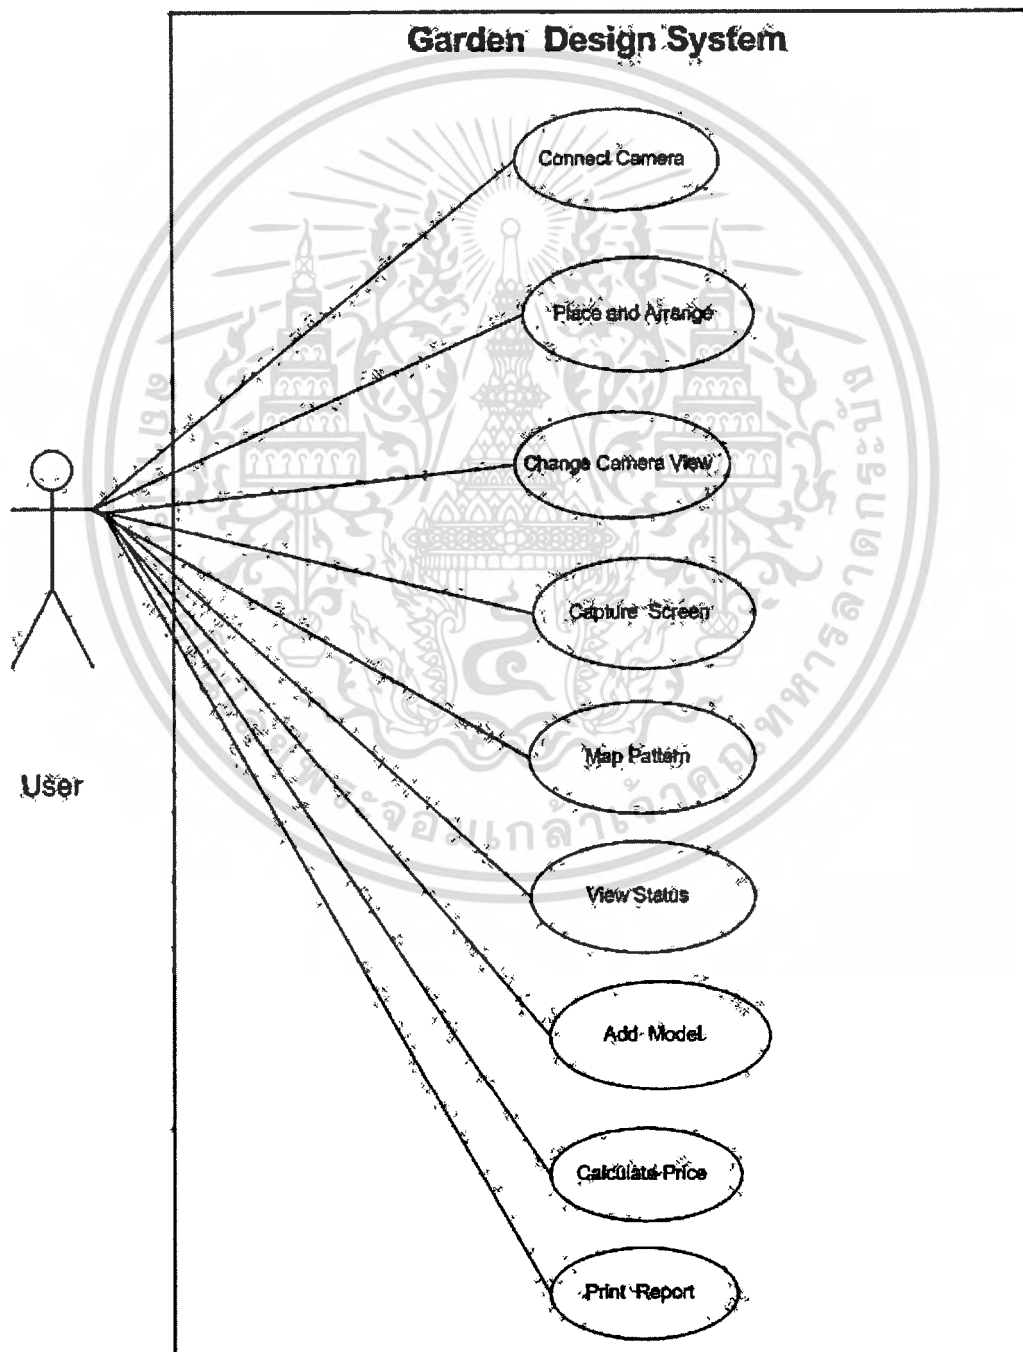 Garden Design System
Connect Camera
Place and Arrange
Change Camera View
Capture Screen
Map Pattern
User
View Status
Add Model
Calculate Price
Print Report